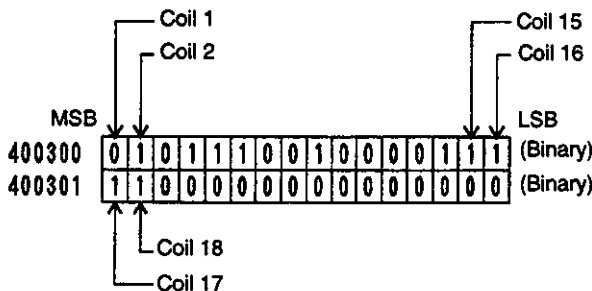 Coil 1 Coil 15
Coil 2 Coil 16
MSB LSB
400300 0 1 0 1 1 1 0 0 1 0 0 0 0 1 1 1 (Binary)
400301 1 1 0 0 0 0 0 0 0 0 0 0 0 0 0 0 (Binary)
Coil 18
Coil 17